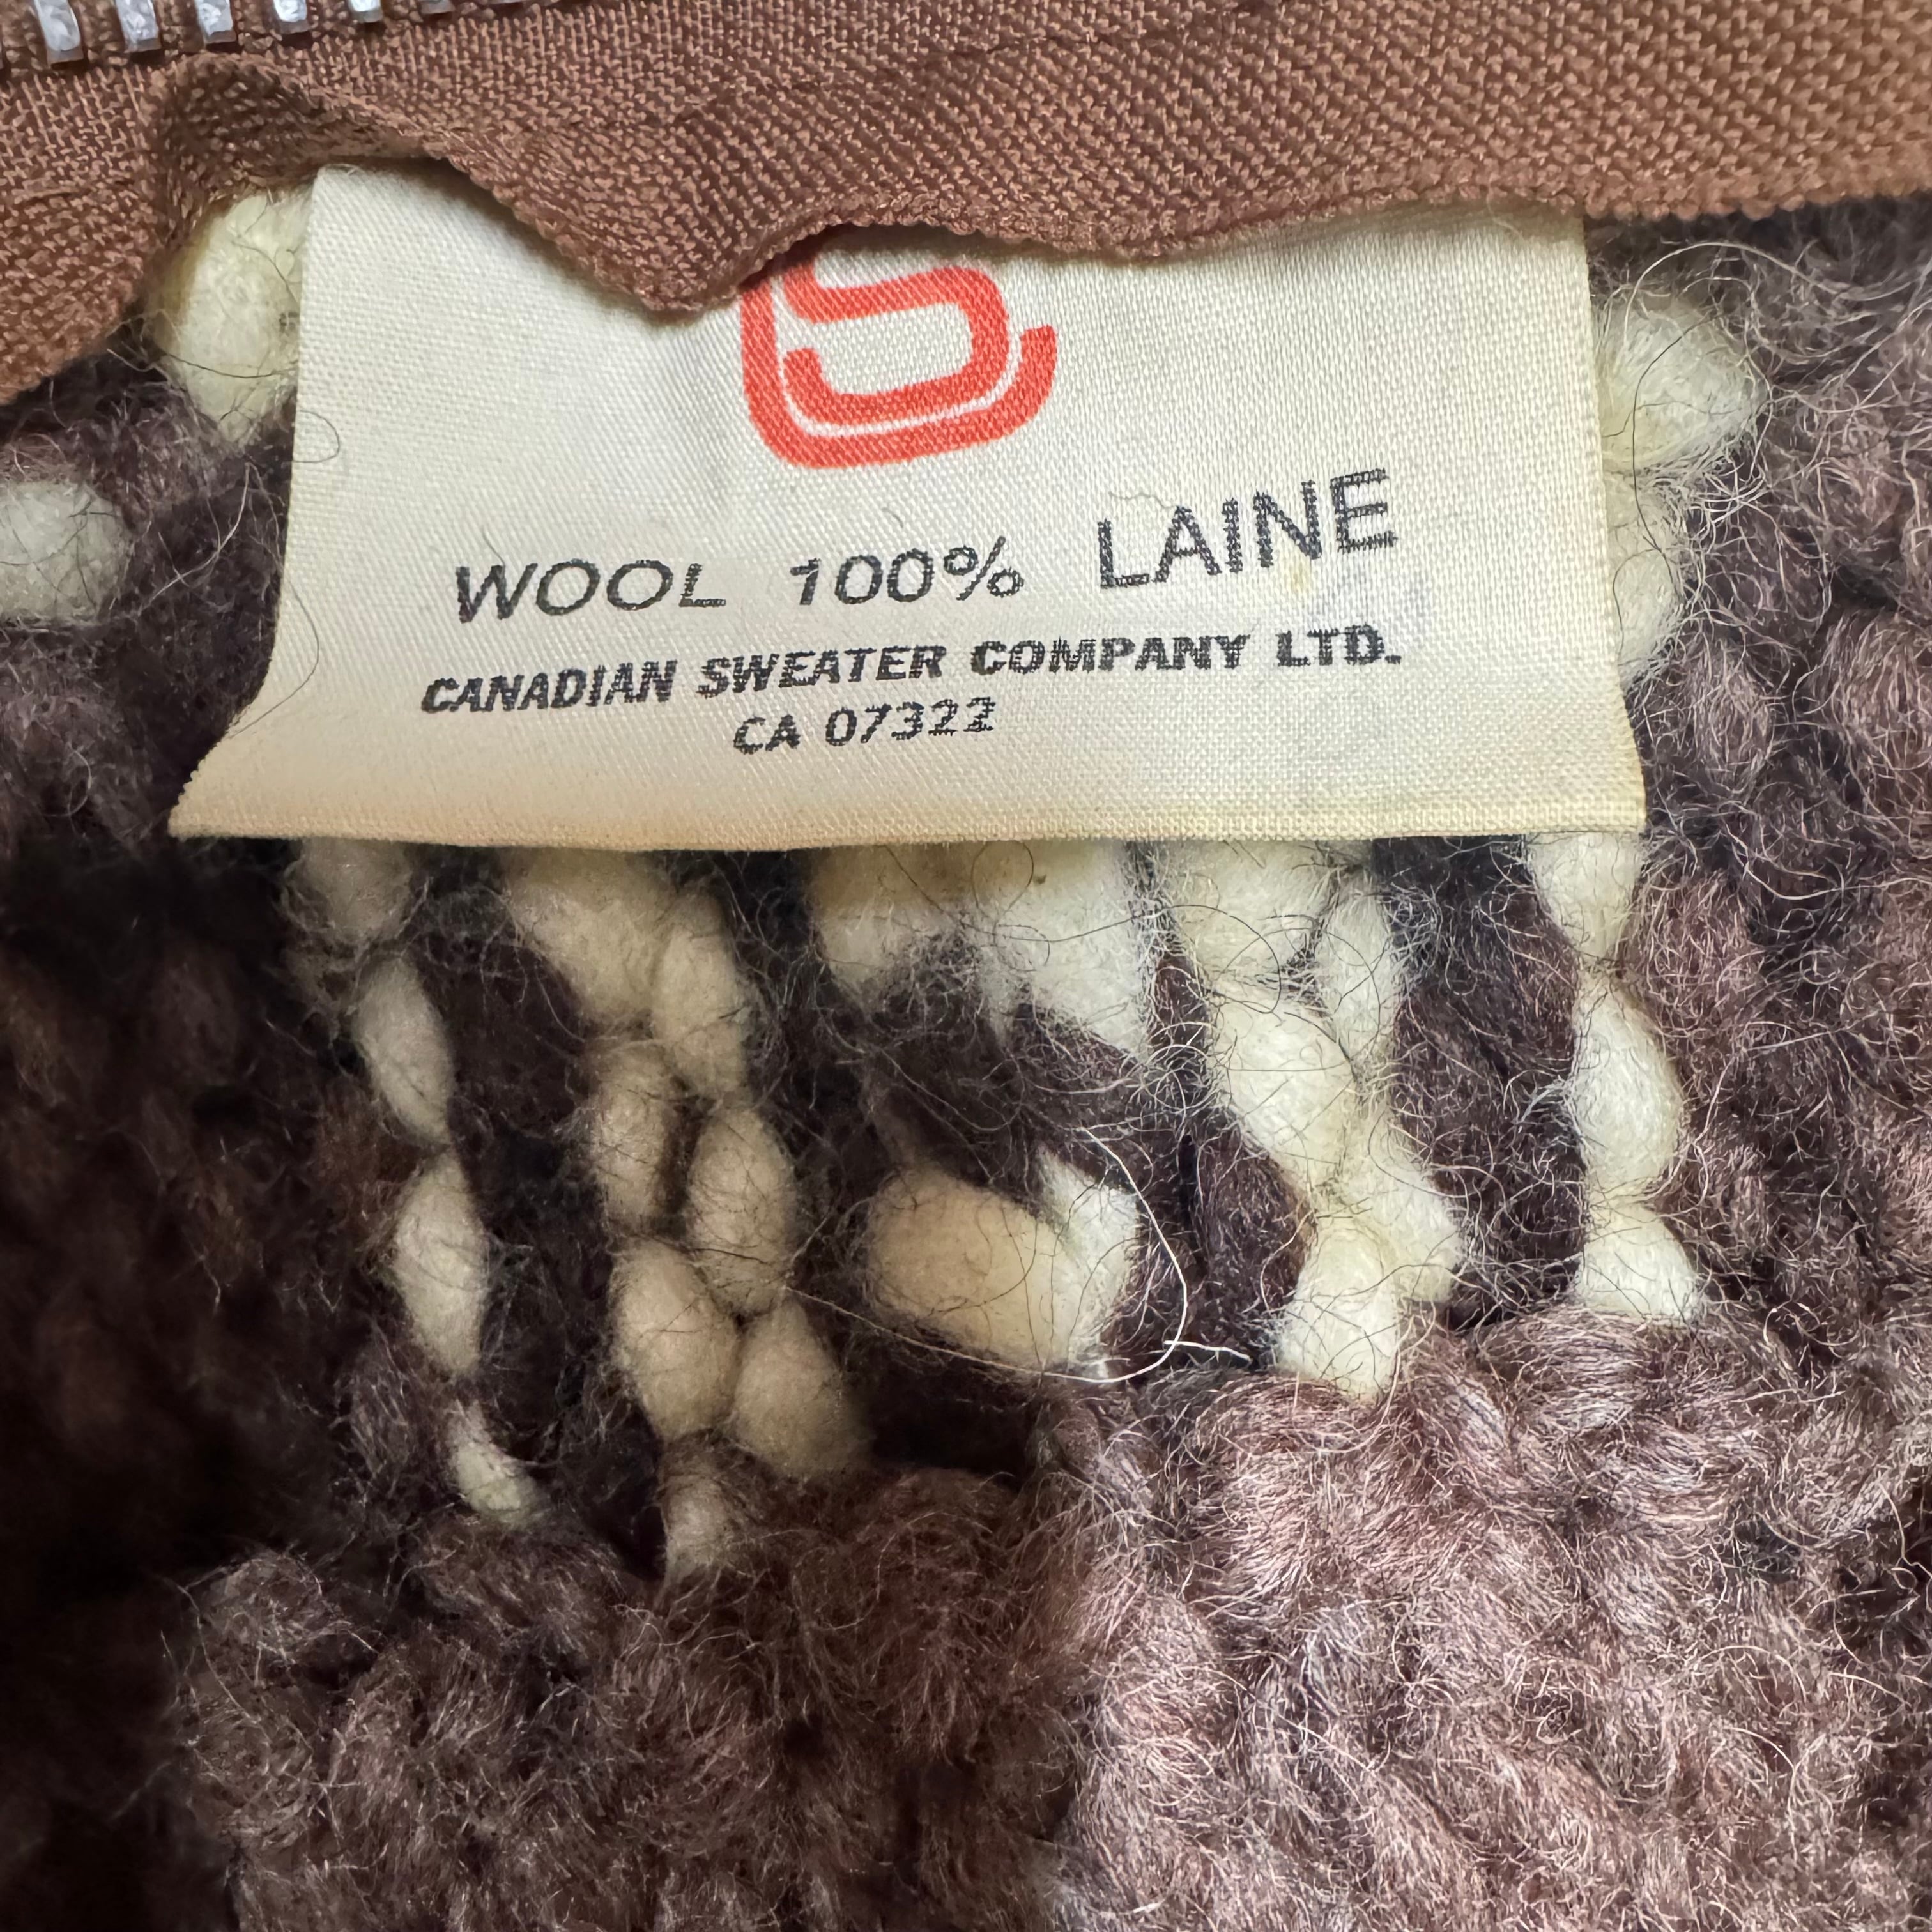 WOOL 100% LAINE
CANADIAN SWEATER COMPANY LTD.
CA 07322